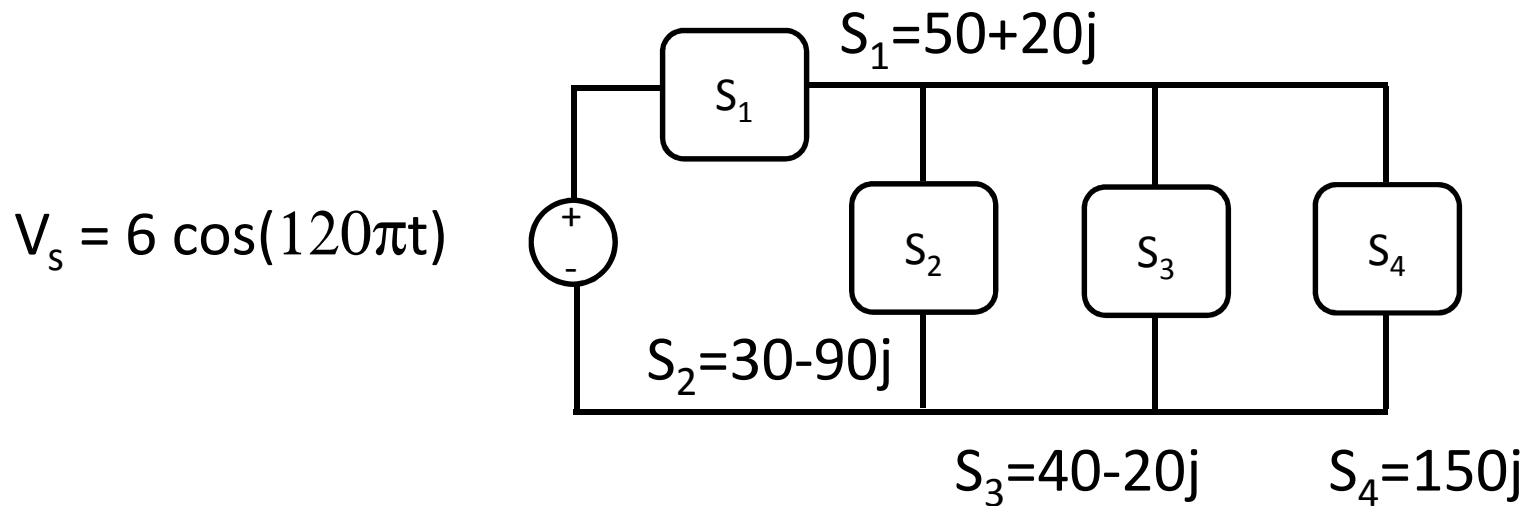 S₁=50+20j
S₁
Vₛ = 6 cos(120πt)
+
-
S₂
S₃
S₄
S₂=30-90j
S₃=40-20j
S₄=150j